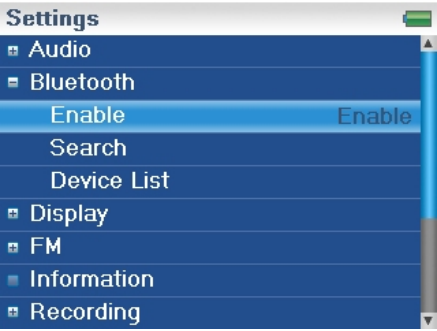 Settings
Audio
Bluetooth
Enable Enable
Search
Device List
Display
FM
Information
Recording